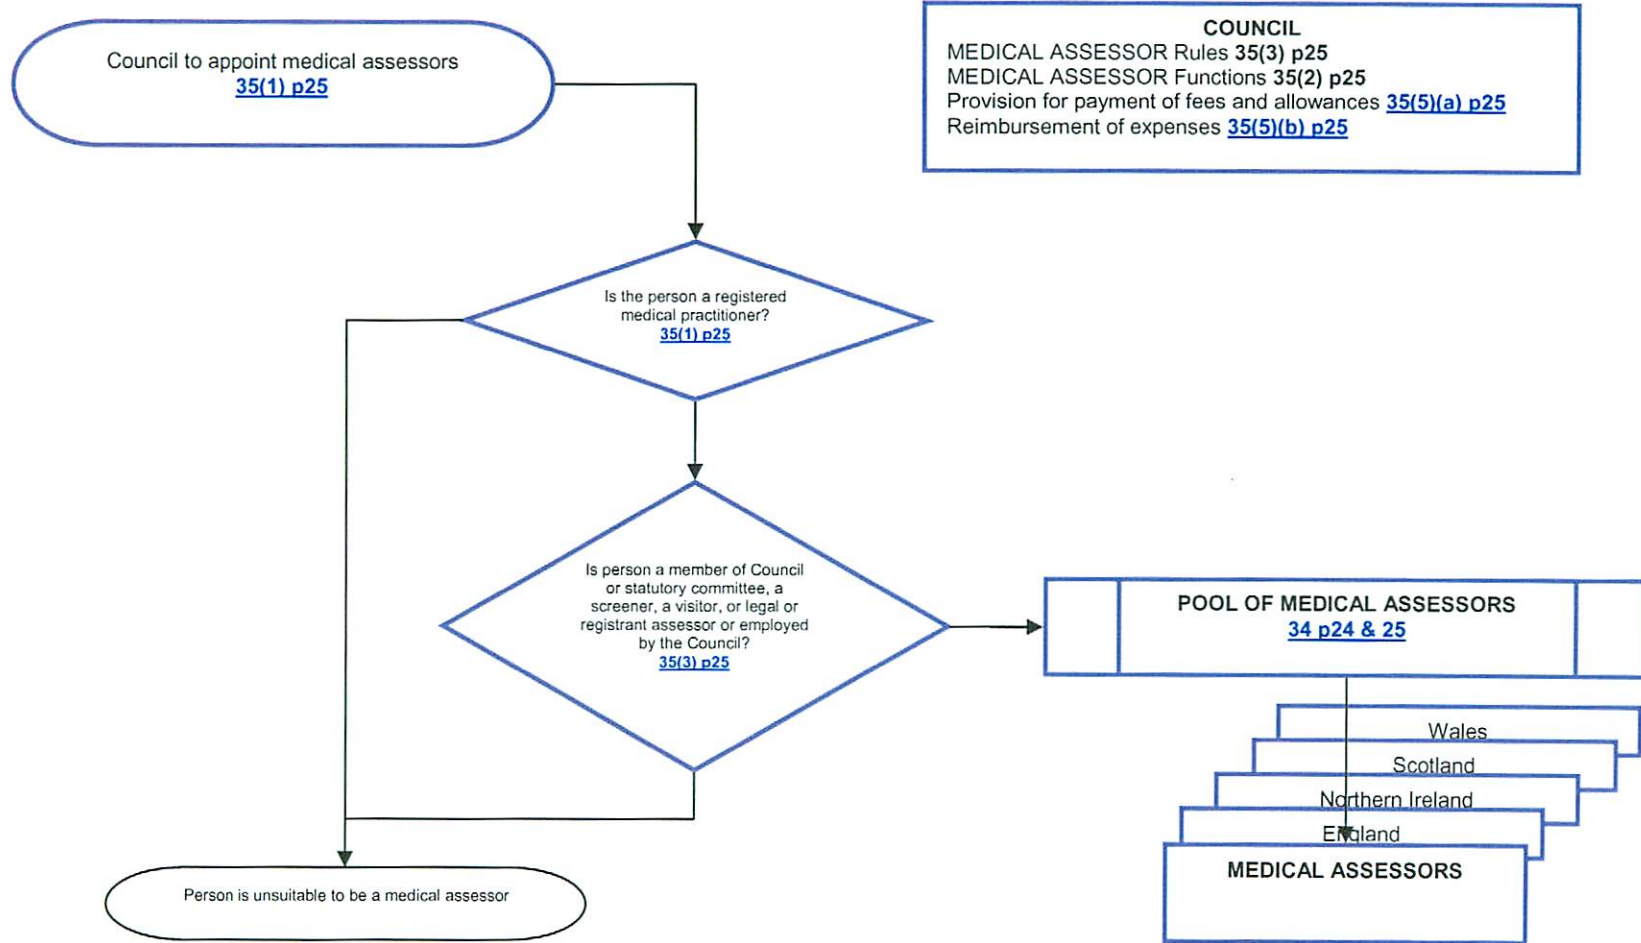 Council to appoint medical assessors
35(1) p25
COUNCIL
MEDICAL ASSESSOR Rules 35(3) p25
MEDICAL ASSESSOR Functions 35(2) p25
Provision for payment of fees and allowances 35(5)(a) p25
Reimbursement of expenses 35(5)(b) p25
Is the person a registered
medical practitioner?
35(1) p25
Is person a member of Council
or statutory committee, a
screener, a visitor, or legal or
registrant assessor or employed
by the Council?
35(3) p25
POOL OF MEDICAL ASSESSORS
34 p24 & 25
Wales
Scotland
Northern Ireland
England
MEDICAL ASSESSORS
Person is unsuitable to be a medical assessor